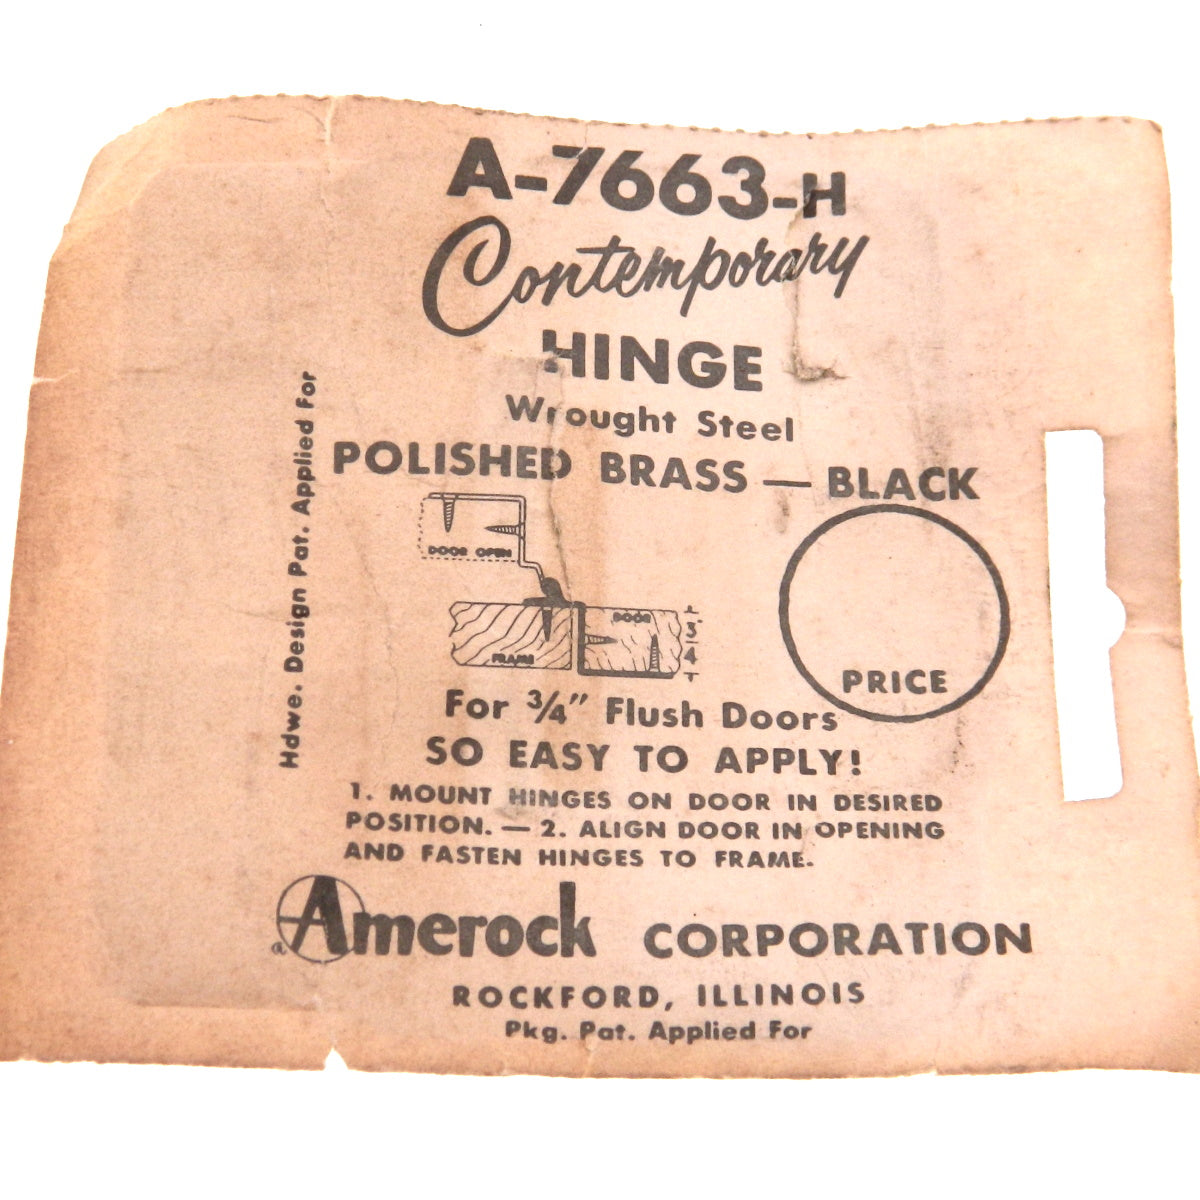 A-7663-H
Contemporary
HINGE
Wrought Steel
POLISHED BRASS — BLACK
Hdwe. Design Pat. Applied For
DOOR OPEN
DOOR
FRAME
3/4
PRICE
For 3/4" Flush Doors
SO EASY TO APPLY!
1. MOUNT HINGES ON DOOR IN DESIRED
POSITION. — 2. ALIGN DOOR IN OPENING
AND FASTEN HINGES TO FRAME.
® Amerock CORPORATION
ROCKFORD, ILLINOIS
Pkg. Pat. Applied For